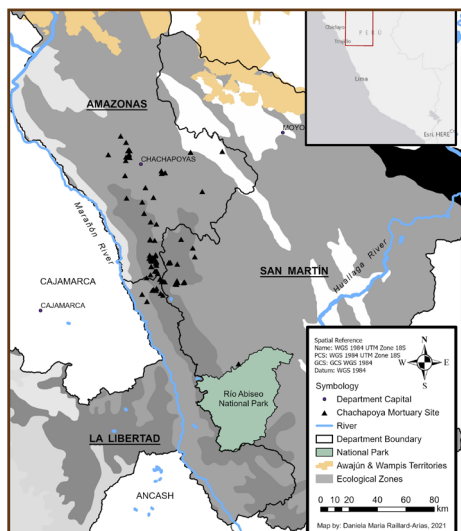 Chiclayo
PERÚ
Trujillo
Lima
Esri, HERE
AMAZONAS
MOYO
CHACHAPOYAS
Marañón River
Huallaga River
SAN MARTÍN
CAJAMARCA
CAJAMARCA
Río Abiseo
National Park
LA LIBERTAD
ANCASH
Spatial Reference
Name: WGS 1984 UTM Zone 18S
PCS: WGS 1984 UTM Zone 18S
GCS: GCS WGS 1984
Datum: WGS 1984
N
W
E
S
Symbology
Department Capital
Chachapoya Mortuary Site
River
Department Boundary
National Park
Awajún & Wampis Territories
Ecological Zones
0 10 20 40 60 80
km
Map by: Daniela Maria Raillard-Arias, 2021